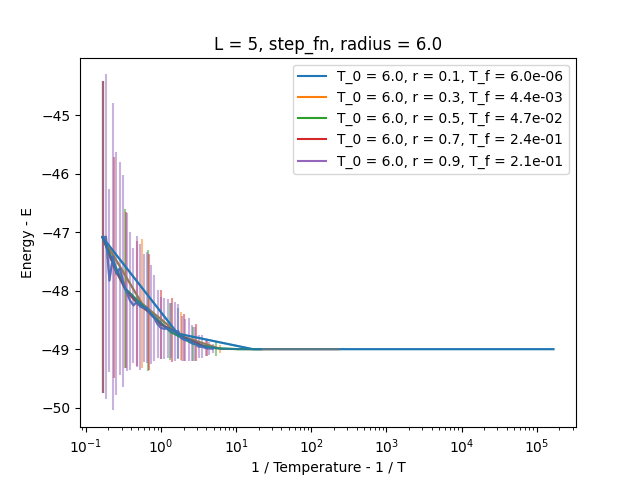 L = 5, step_fn, radius = 6.0
T_0 = 6.0, r = 0.1, T_f = 6.0e-06
T_0 = 6.0, r = 0.3, T_f = 4.4e-03
T_0 = 6.0, r = 0.5, T_f = 4.7e-02
T_0 = 6.0, r = 0.7, T_f = 2.4e-01
T_0 = 6.0, r = 0.9, T_f = 2.1e-01
Energy - E
−45
−46
−47
−48
−49
−50
10⁻¹ 10⁰ 10¹ 10² 10³ 10⁴ 10⁵
1 / Temperature - 1 / T